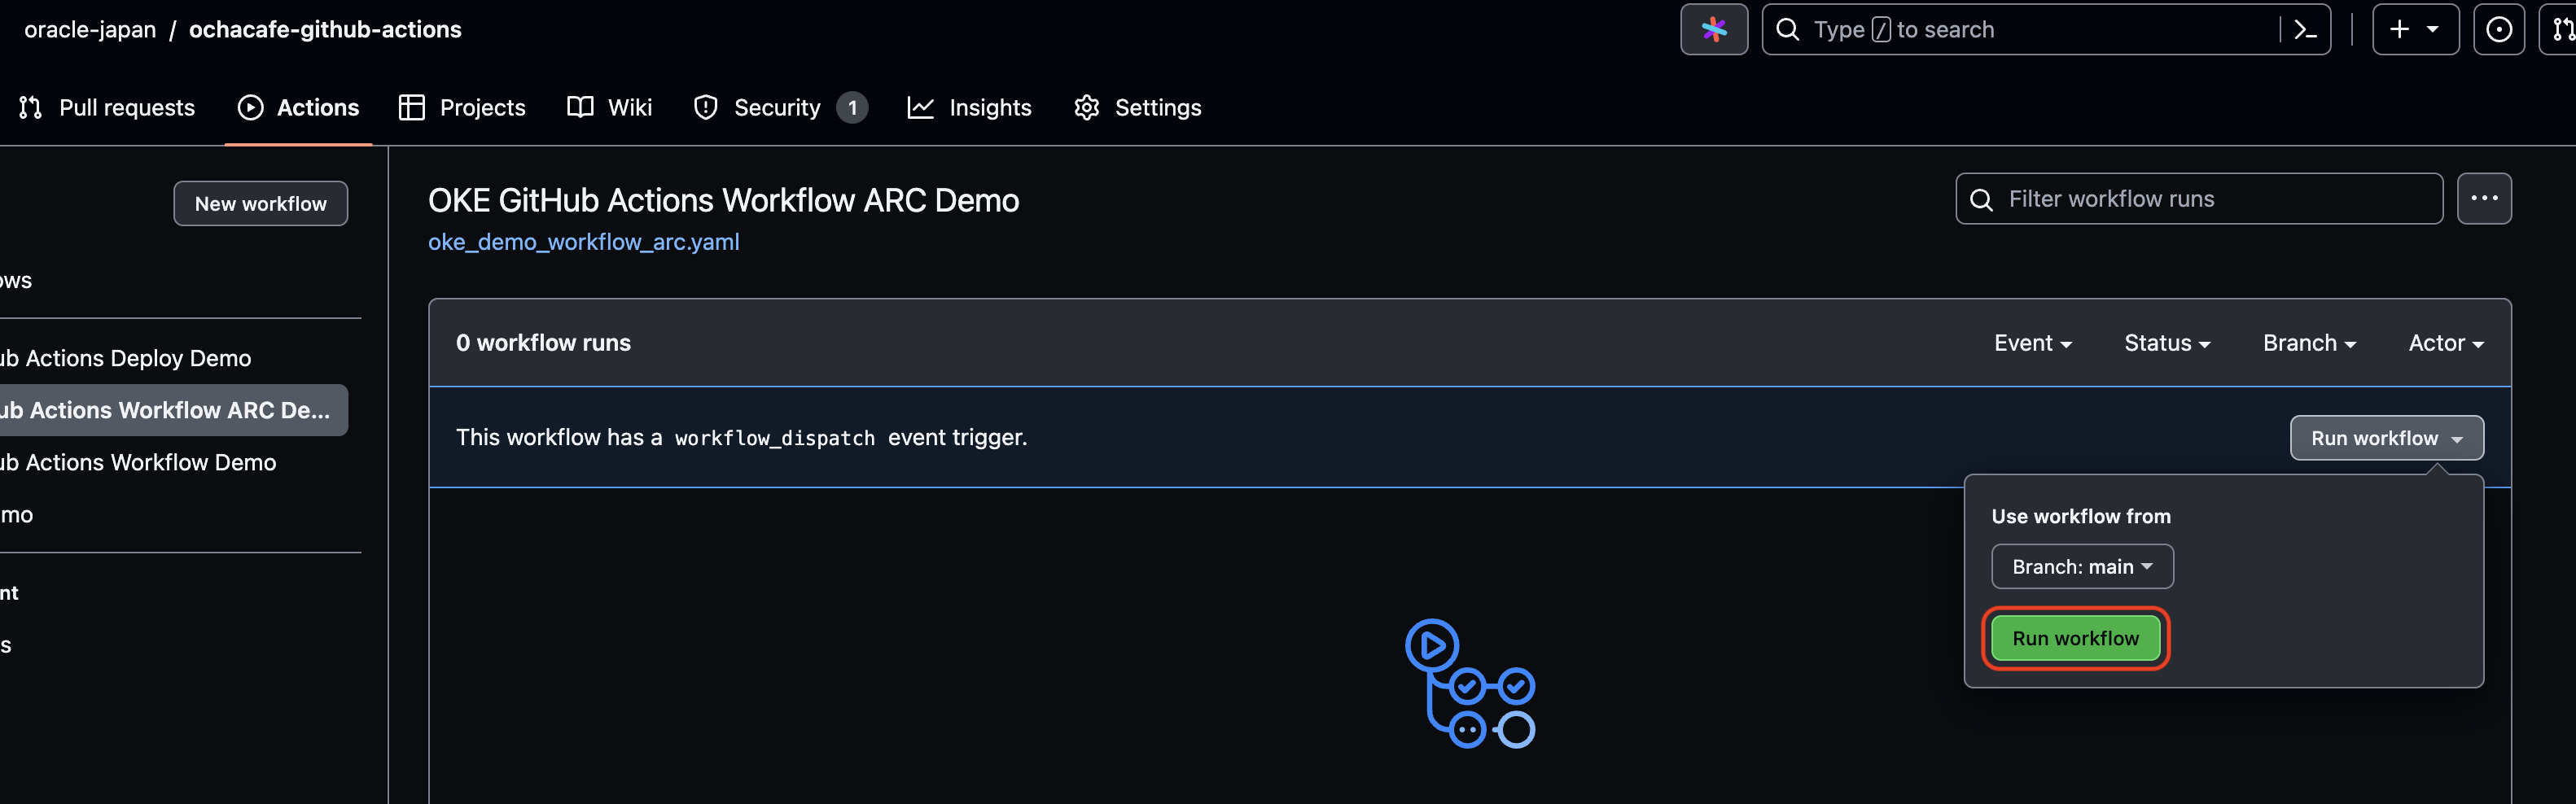 oracle-japan / ochacafe-github-actions
Type / to search
Pull requests Actions Projects Wiki Security 1 Insights Settings
New workflow
ows
ub Actions Deploy Demo
ub Actions Workflow ARC De...
ub Actions Workflow Demo
mo
nt
s
OKE GitHub Actions Workflow ARC Demo
oke_demo_workflow_arc.yaml
Filter workflow runs
0 workflow runs
Event Status Branch Actor
This workflow has a workflow_dispatch event trigger.
Run workflow
Use workflow from
Branch: main
Run workflow